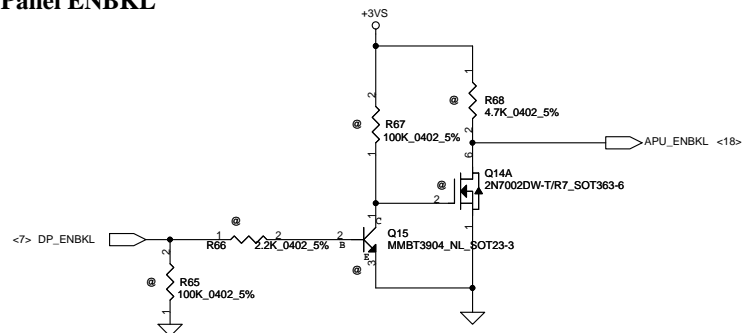 Panel ENBKL
+3VS
2
@
R67
100K_0402_5%
1
1
@
R68
4.7K_0402_5%
2
APU_ENBKL <18>
6
Q14A
@
2N7002DW-T/R7_SOT363-6
2
1
1
C
Q15
MMBT3904_NL_SOT23-3
2
B
E
3
@
<7> DP_ENBKL
@
1
2
R66
2.2K_0402_5%
2
@
R65
100K_0402_5%
1